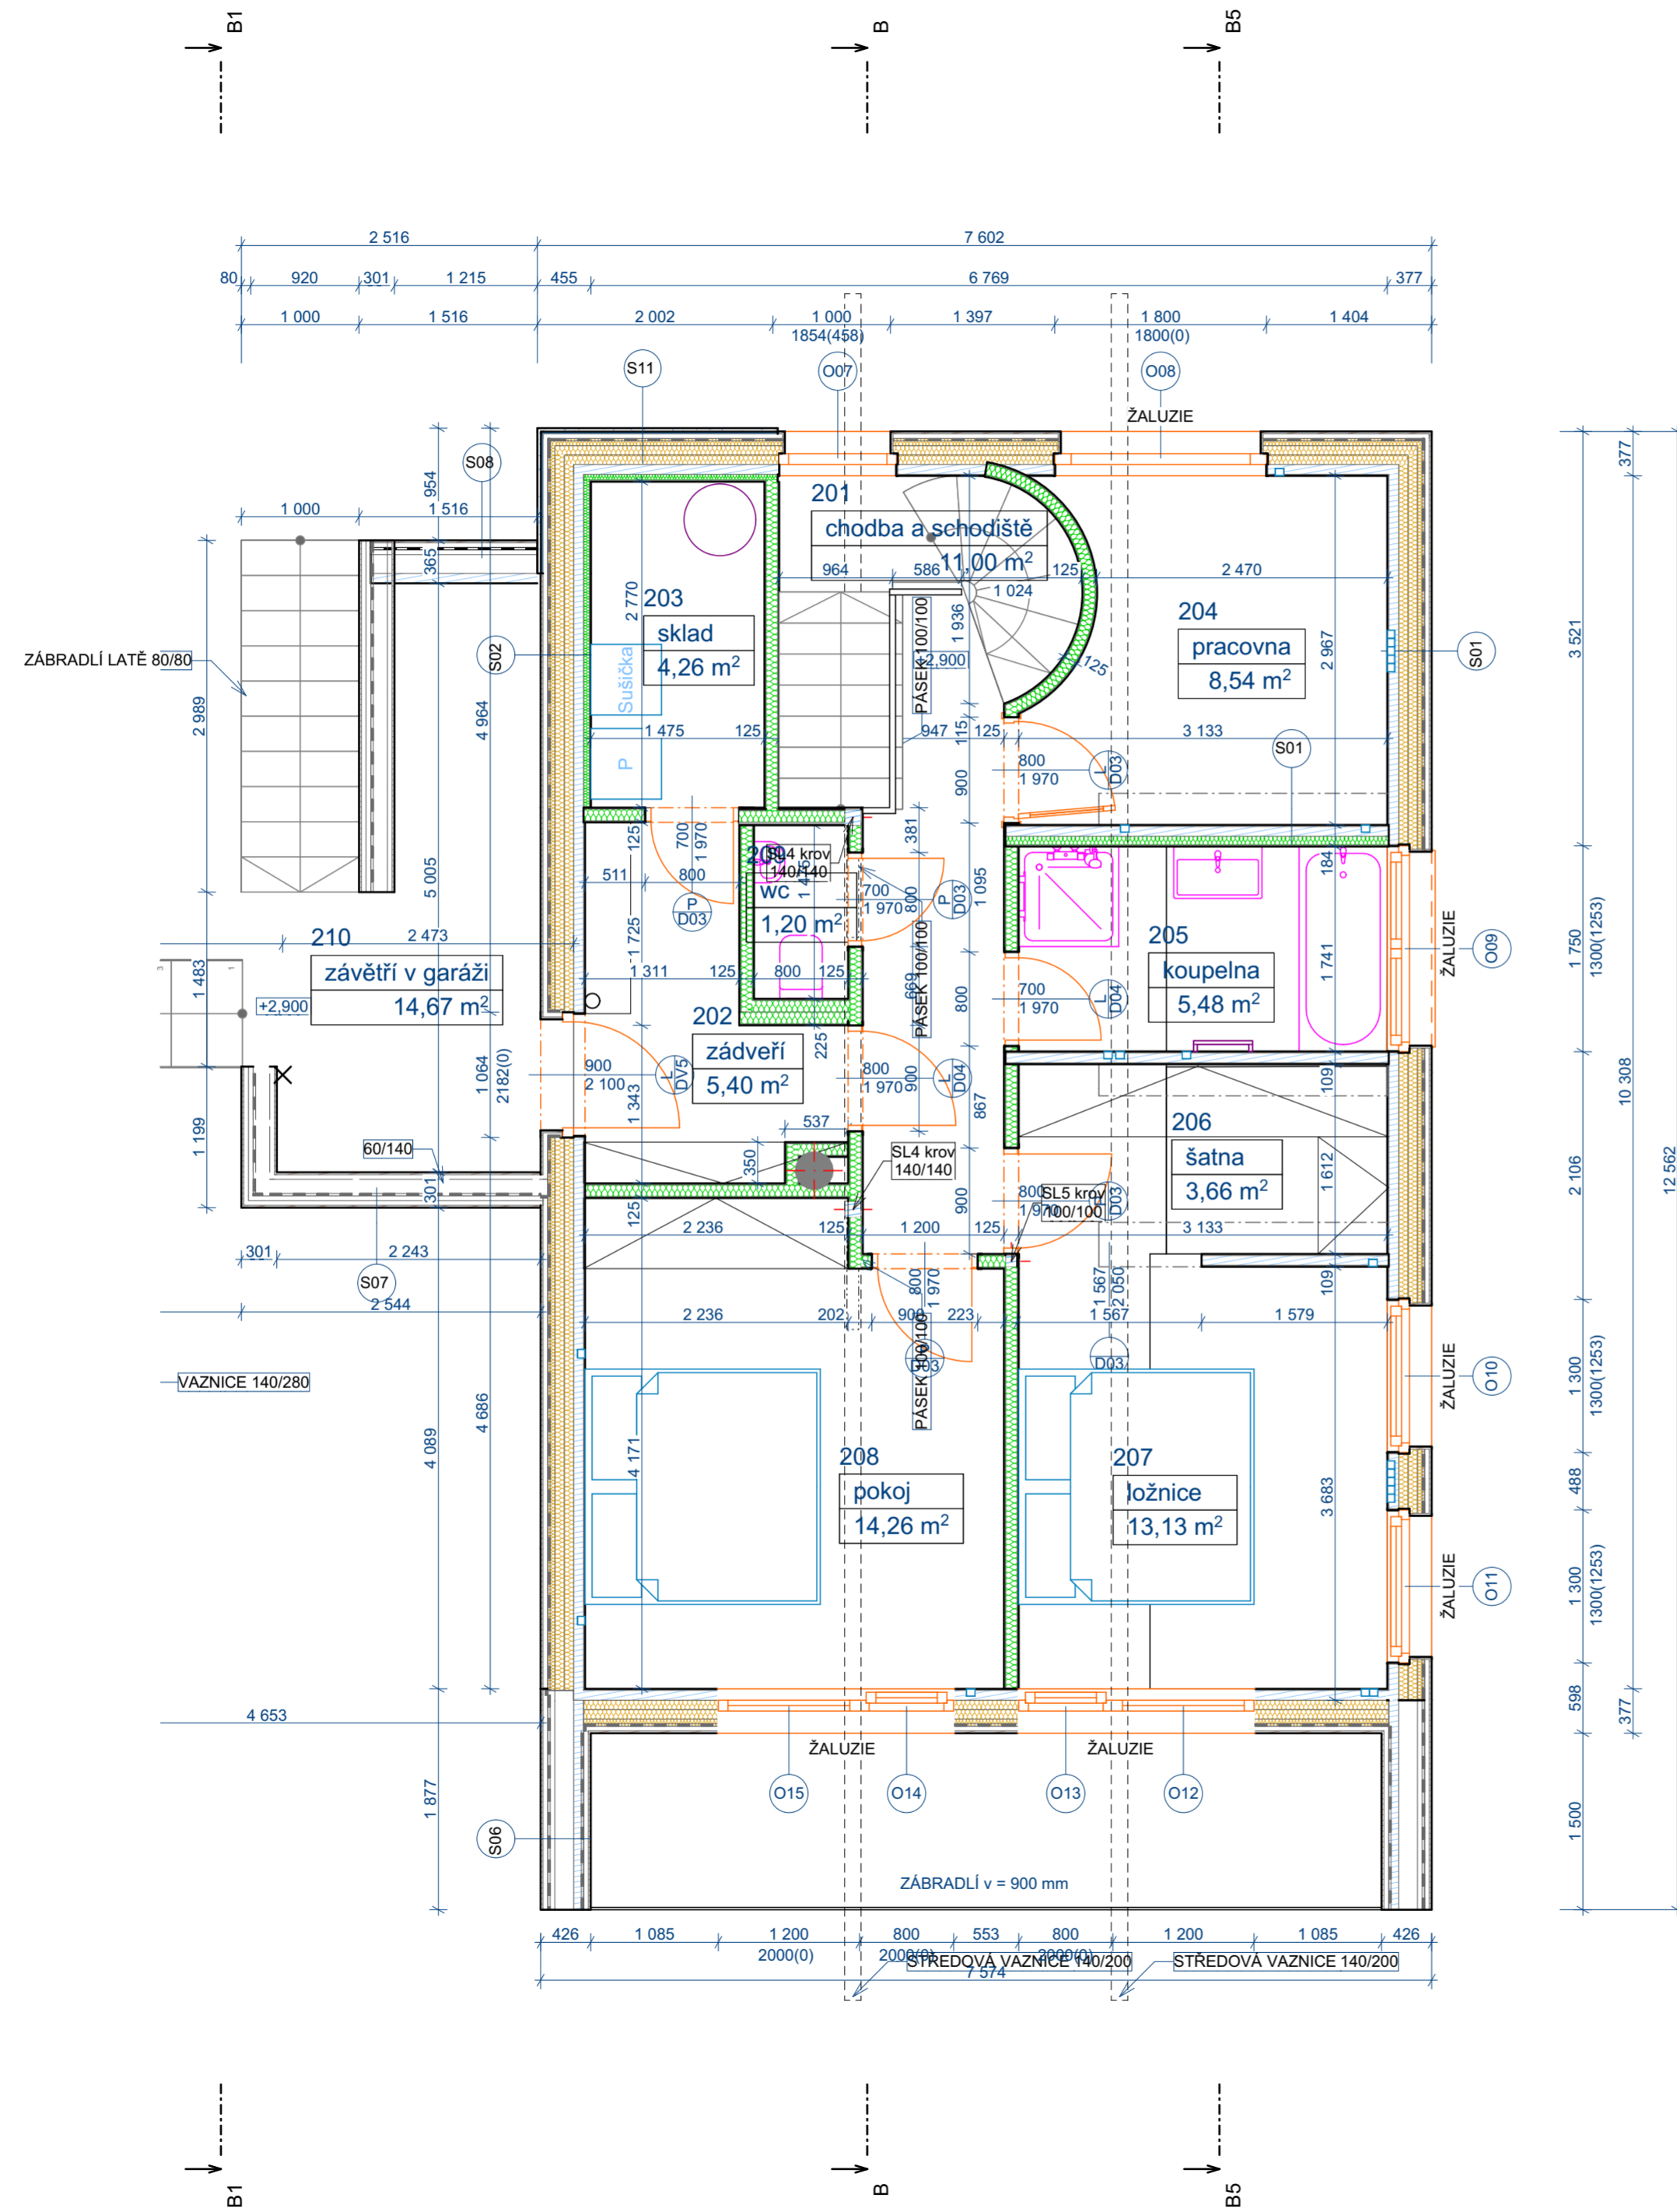 B1
B
B5
2 516
7 602
80
920
301
1 215
455
6 769
377
1 000
1 516
2 002
1 000
1854(458)
1 397
1 800
1800(0)
1 404
S11
O07
O08
ŽALUZIE
S08
954
365
1 000
1 516
ZÁBRADLÍ LATĚ 80/80
2 989
S02
4 964
5 005
201
chodba a schodiště
11,00 m²
964
586
125
1 024
2 470
203
sklad
4,26 m²
2 770
Sušička
P
1 475
125
PÁSEK 100/100
+2,900
1 936
125
947
115
125
204
pracovna
8,54 m²
2 967
S01
3 133
S01
3 521
377
800
1 970
L
D03
900
381
125
700
1 970
209
SL4 krov
140/140
wc
1,20 m²
511
800
P
D03
1 725
700
1 970
800
P
D03
1 095
184
205
koupelna
5,48 m²
1 741
ŽALUZIE
O09
1 750
1300(1253)
10 308
12 562
210
2 473
závětří v garáži
14,67 m²
3
1
1 483
+2,900
1 311
125
800
125
PÁSEK 100/100
669
800
700
1 970
L
D04
202
zádveří
5,40 m²
225
900
2 100
L
DV5
1 343
1 064
2182(0)
800
1 970
900
L
D04
867
109
1 199
60/140
301
537
350
SL4 krov
140/140
206
šatna
3,66 m²
1 612
2 106
125
900
800
1 970
SL5 krov
100/100
D03
2 236
125
1 200
125
3 133
301
2 243
S07
2 544
800
1 970
1 567
2 050
109
2 236
202
900
223
1 567
1 579
PÁSEK 100/100
D03
D03
VAZNICE 140/280
4 089
4 686
4 171
208
pokoj
14,26 m²
207
ložnice
13,13 m²
3 683
ŽALUZIE
O10
1 300
1300(1253)
488
ŽALUZIE
O11
1 300
1300(1253)
598
377
4 653
1 877
ŽALUZIE
ŽALUZIE
O15
O14
O13
O12
S06
1 500
ZÁBRADLÍ v = 900 mm
426
1 085
1 200
2000(0)
800
2000(0)
553
800
2000(0)
1 200
1 085
426
STŘEDOVÁ VAZNICE 140/200
STŘEDOVÁ VAZNICE 140/200
7 574
B1
B
B5